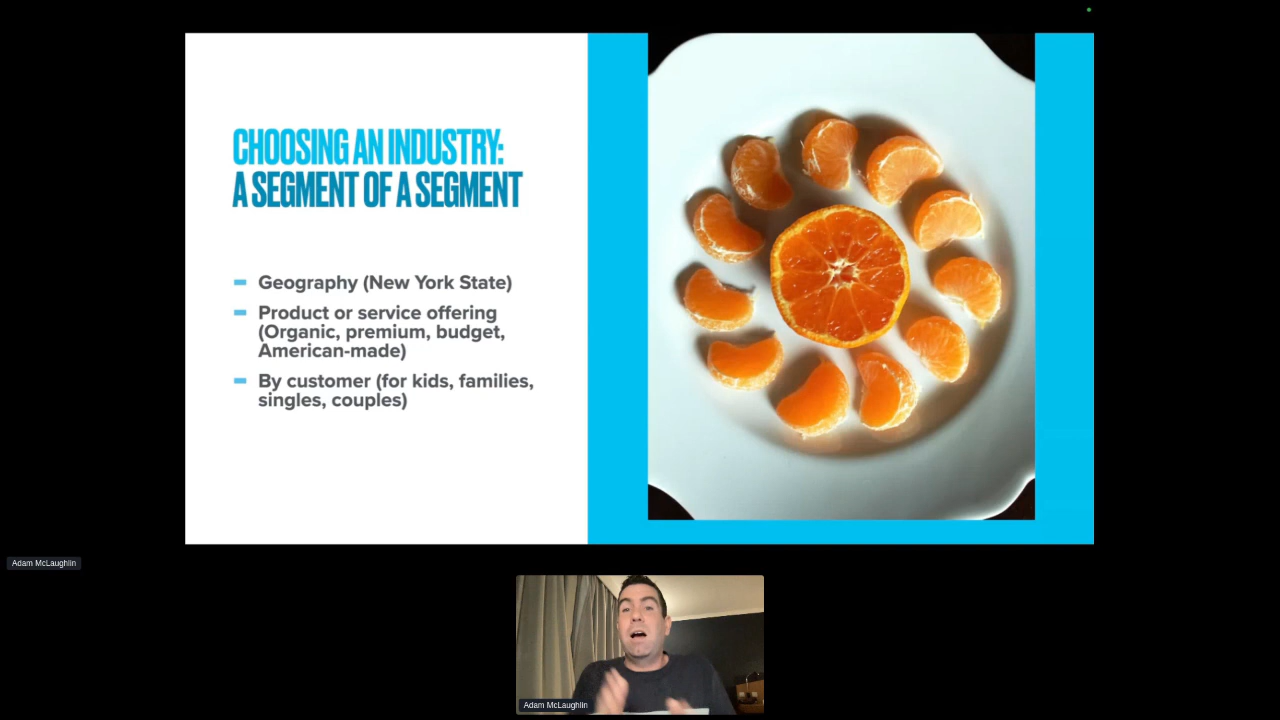 CHOOSING AN INDUSTRY:
A SEGMENT OF A SEGMENT
Geography (New York State)
Product or service offering
(Organic, premium, budget,
American-made)
By customer (for kids, families,
singles, couples)
Adam McLaughlin
Adam McLaughlin